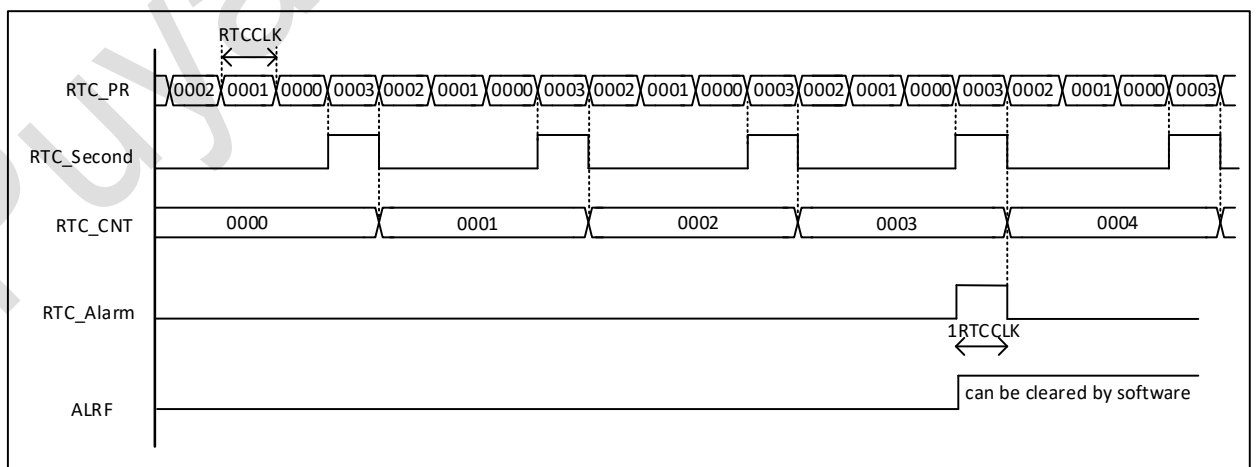 RTCCLK
RTC_PR 0002 0001 0000 0003 0002 0001 0000 0003 0002 0001 0000 0003 0002 0001 0000 0003 0002 0001 0000 0003
RTC_Second
RTC_CNT 0000 0001 0002 0003 0004
RTC_Alarm
1RTCCLK
ALRF can be cleared by software